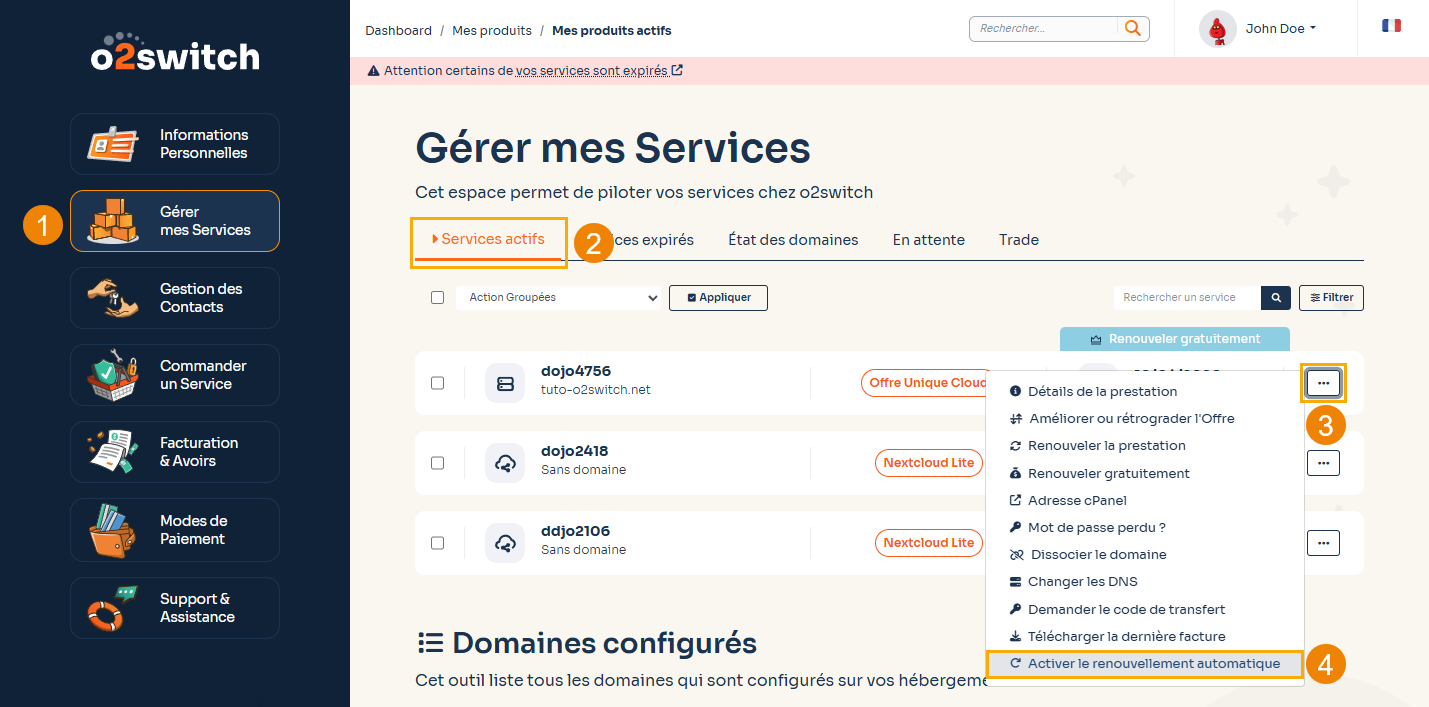 o2switch
Dashboard / Mes produits / Mes produits actifs
Rechercher...
John Doe
Attention certains de vos services sont expirés
Informations
Personnelles
1
Gérer
mes Services
Gestion des
Contacts
Commander
un Service
Facturation
& Avoirs
Modes de
Paiement
Support &
Assistance
Gérer mes Services
Cet espace permet de piloter vos services chez o2switch
Services actifs
2
ices expirés
État des domaines
En attente
Trade
Action Groupées
Appliquer
Rechercher un service
Filtrer
Renouveler gratuitement
dojo4756
tuto-o2switch.net
Offre Unique Cloud
...
3
dojo2418
Sans domaine
Nextcloud Lite
...
ddjo2106
Sans domaine
Nextcloud Lite
...
Détails de la prestation
Améliorer ou rétrograder l'Offre
Renouveler la prestation
Renouveler gratuitement
Adresse cPanel
Mot de passe perdu ?
Dissocier le domaine
Changer les DNS
Demander le code de transfert
Télécharger la dernière facture
Activer le renouvellement automatique
4
Domaines configurés
Cet outil liste tous les domaines qui sont configurés sur vos hébergeme